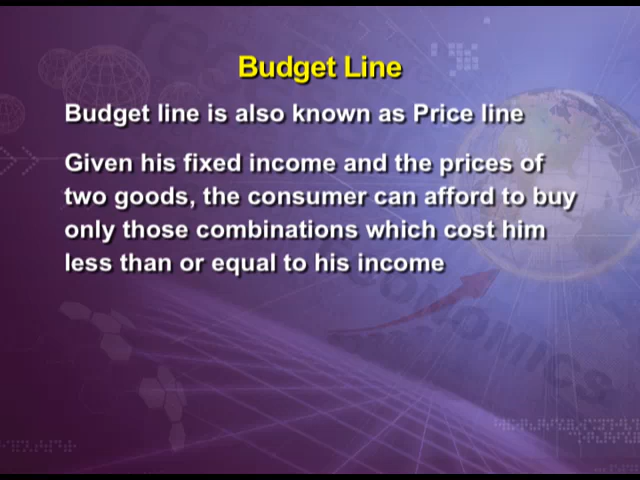 Budget Line
Budget line is also known as Price line
Given his fixed income and the prices of
two goods, the consumer can afford to buy
only those combinations which cost him
less than or equal to his income
ECONOMICS